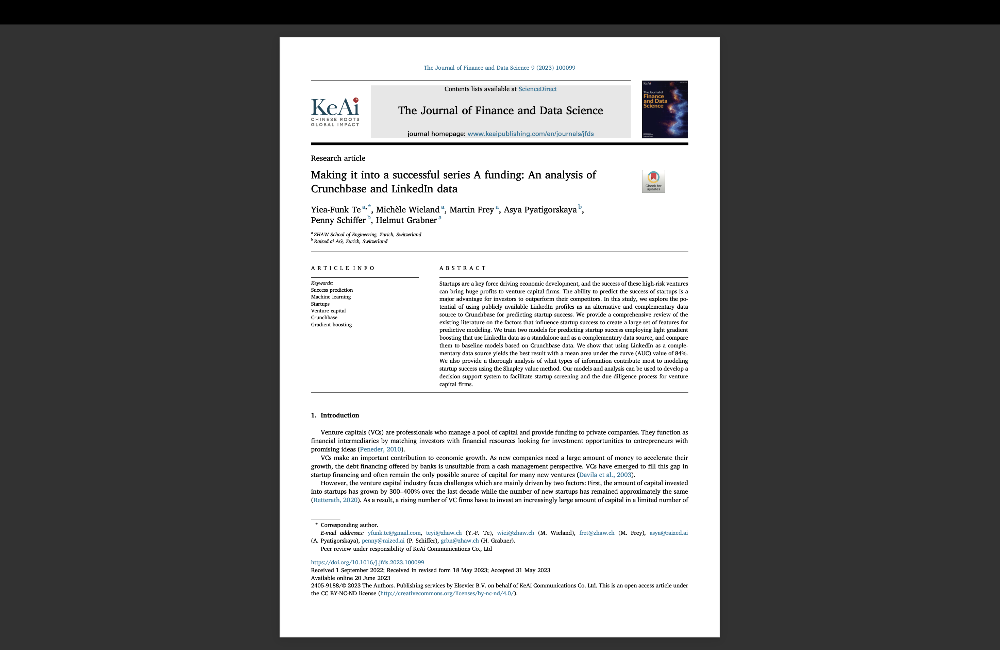 The Journal of Finance and Data Science 9 (2023) 100099
Contents lists available at ScienceDirect
KeAi
CHINESE ROOTS
GLOBAL IMPACT
The Journal of Finance and Data Science
journal homepage: www.keaipublishing.com/en/journals/jfds
KeAi
The Journal of
Finance
and Data
Science
Research article
Making it into a successful series A funding: An analysis of
Crunchbase and LinkedIn data
Check for
updates
Yiea-Funk Te a,*, Michèle Wieland a, Martin Frey a, Asya Pyatigorskaya b,
Penny Schiffer b, Helmut Grabner a
a ZHAW School of Engineering, Zurich, Switzerland
b Raized.ai AG, Zurich, Switzerland
ARTICLE INFO
Keywords:
Success prediction
Machine learning
Startups
Venture capital
Crunchbase
Gradient boosting
ABSTRACT
Startups are a key force driving economic development, and the success of these high-risk ventures
can bring huge profits to venture capital firms. The ability to predict the success of startups is a
major advantage for investors to outperform their competitors. In this study, we explore the po-
tential of using publicly available LinkedIn profiles as an alternative and complementary data
source to Crunchbase for predicting startup success. We provide a comprehensive review of the
existing literature on the factors that influence startup success to create a large set of features for
predictive modeling. We train two models for predicting startup success employing light gradient
boosting that use LinkedIn data as a standalone and as a complementary data source, and compare
them to baseline models based on Crunchbase data. We show that using LinkedIn as a comple-
mentary data source yields the best result with a mean area under the curve (AUC) value of 84%.
We also provide a thorough analysis of what types of information contribute most to modeling
startup success using the Shapley value method. Our models and analysis can be used to develop a
decision support system to facilitate startup screening and the due diligence process for venture
capital firms.
1. Introduction
Venture capitals (VCs) are professionals who manage a pool of capital and provide funding to private companies. They function as
financial intermediaries by matching investors with financial resources looking for investment opportunities to entrepreneurs with
promising ideas (Peneder, 2010).
VCs make an important contribution to economic growth. As new companies need a large amount of money to accelerate their
growth, the debt financing offered by banks is unsuitable from a cash management perspective. VCs have emerged to fill this gap in
startup financing and often remain the only possible source of capital for many new ventures (Davila et al., 2003).
However, the venture capital industry faces challenges which are mainly driven by two factors: First, the amount of capital invested
into startups has grown by 300–400% over the last decade while the number of new startups has remained approximately the same
(Retterath, 2020). As a result, a rising number of VC firms have to invest an increasingly large amount of capital in a limited number of
* Corresponding author.
E-mail addresses: yfunk.te@gmail.com, teyi@zhaw.ch (Y.-F. Te), wiei@zhaw.ch (M. Wieland), fret@zhaw.ch (M. Frey), asya@raized.ai
(A. Pyatigorskaya), penny@raized.ai (P. Schiffer), grbn@zhaw.ch (H. Grabner).
Peer review under responsibility of KeAi Communications Co., Ltd
https://doi.org/10.1016/j.jfds.2023.100099
Received 1 September 2022; Received in revised form 18 May 2023; Accepted 31 May 2023
Available online 20 June 2023
2405-9188/© 2023 The Authors. Publishing services by Elsevier B.V. on behalf of KeAi Communications Co. Ltd. This is an open access article under
the CC BY-NC-ND license (http://creativecommons.org/licenses/by-nc-nd/4.0/).